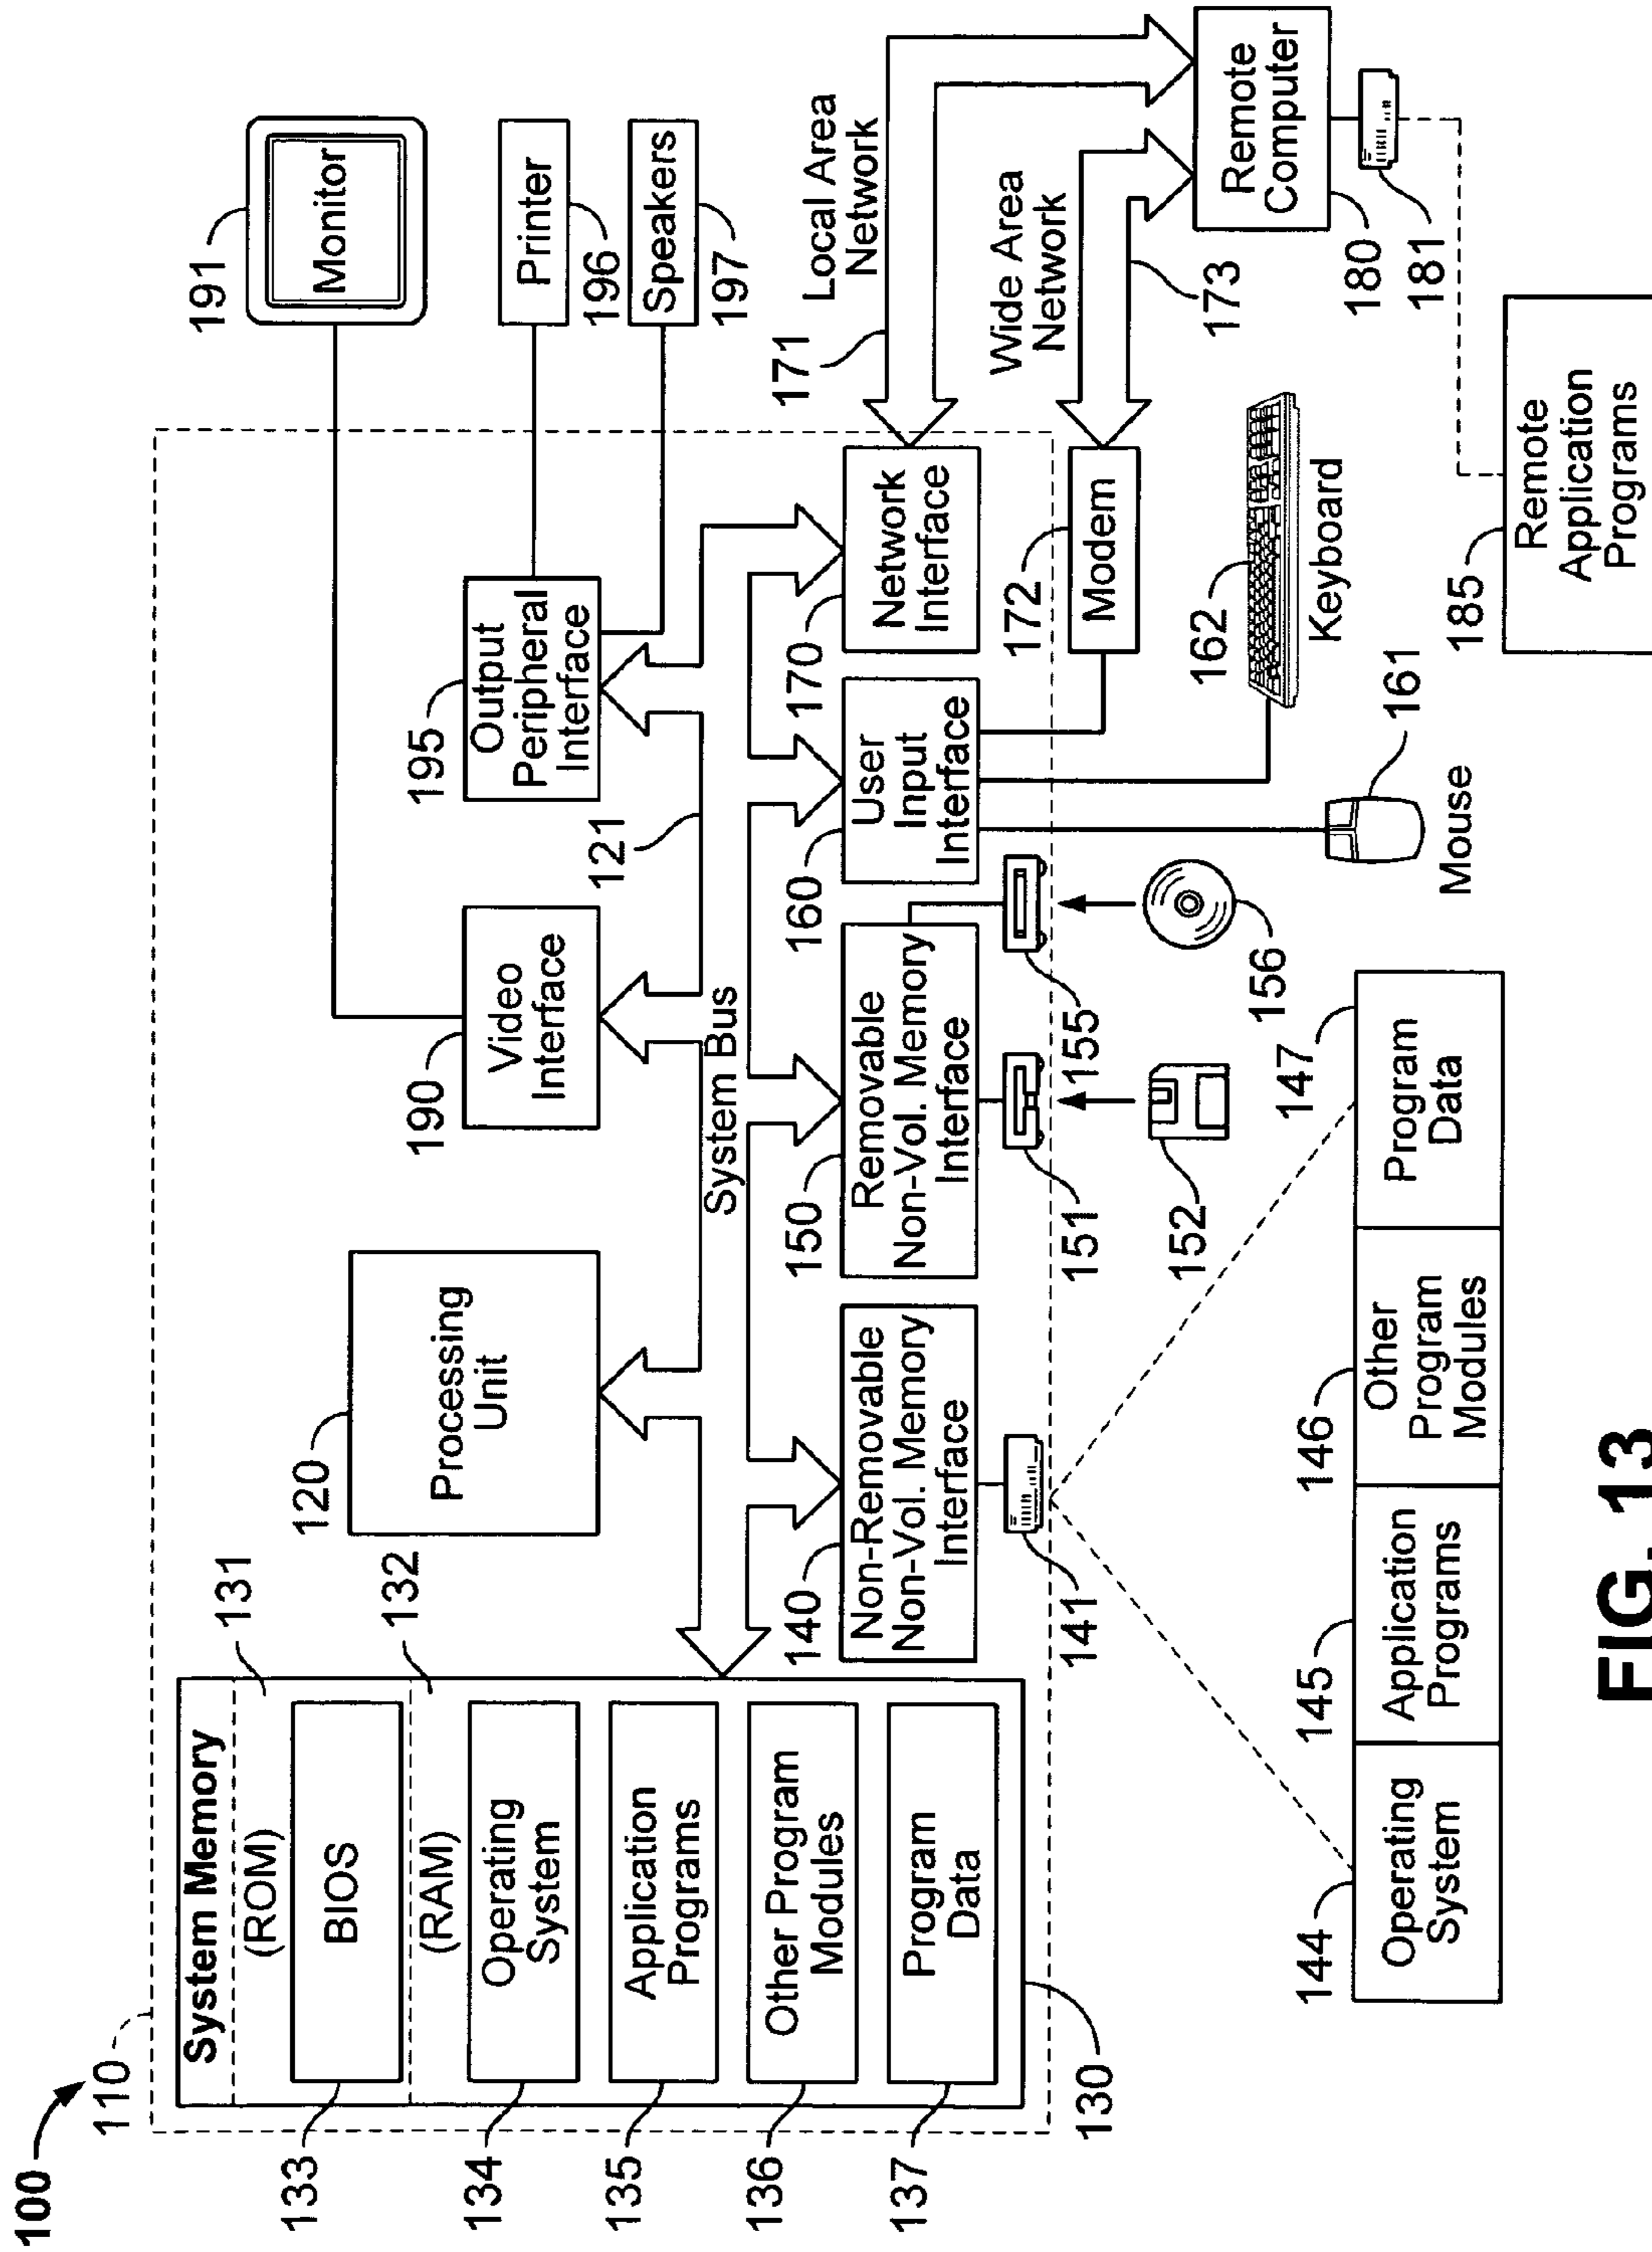 100
110
System Memory
(ROM)
131
BIOS
133
(RAM)
132
Operating
System
134
Application
Programs
135
Other Program
Modules
136
Program
Data
137
130
120
Processing
Unit
190
Video
Interface
195
Output
Peripheral
Interface
191
Monitor
Printer
196
Speakers
197
121
System Bus
140
Non-Removable
Non-Vol. Memory
Interface
150
Removable
Non-Vol. Memory
Interface
160
User
Input
Interface
170
Network
Interface
171
Local Area
Network
172
Modem
Wide Area
Network
173
141
151
155
152
156
Remote
Computer
180
181
162
Keyboard
161
Mouse
144
Operating
System
145
Application
Programs
146
Other
Program
Modules
147
Program
Data
185
Remote
Application
Programs
FIG. 13